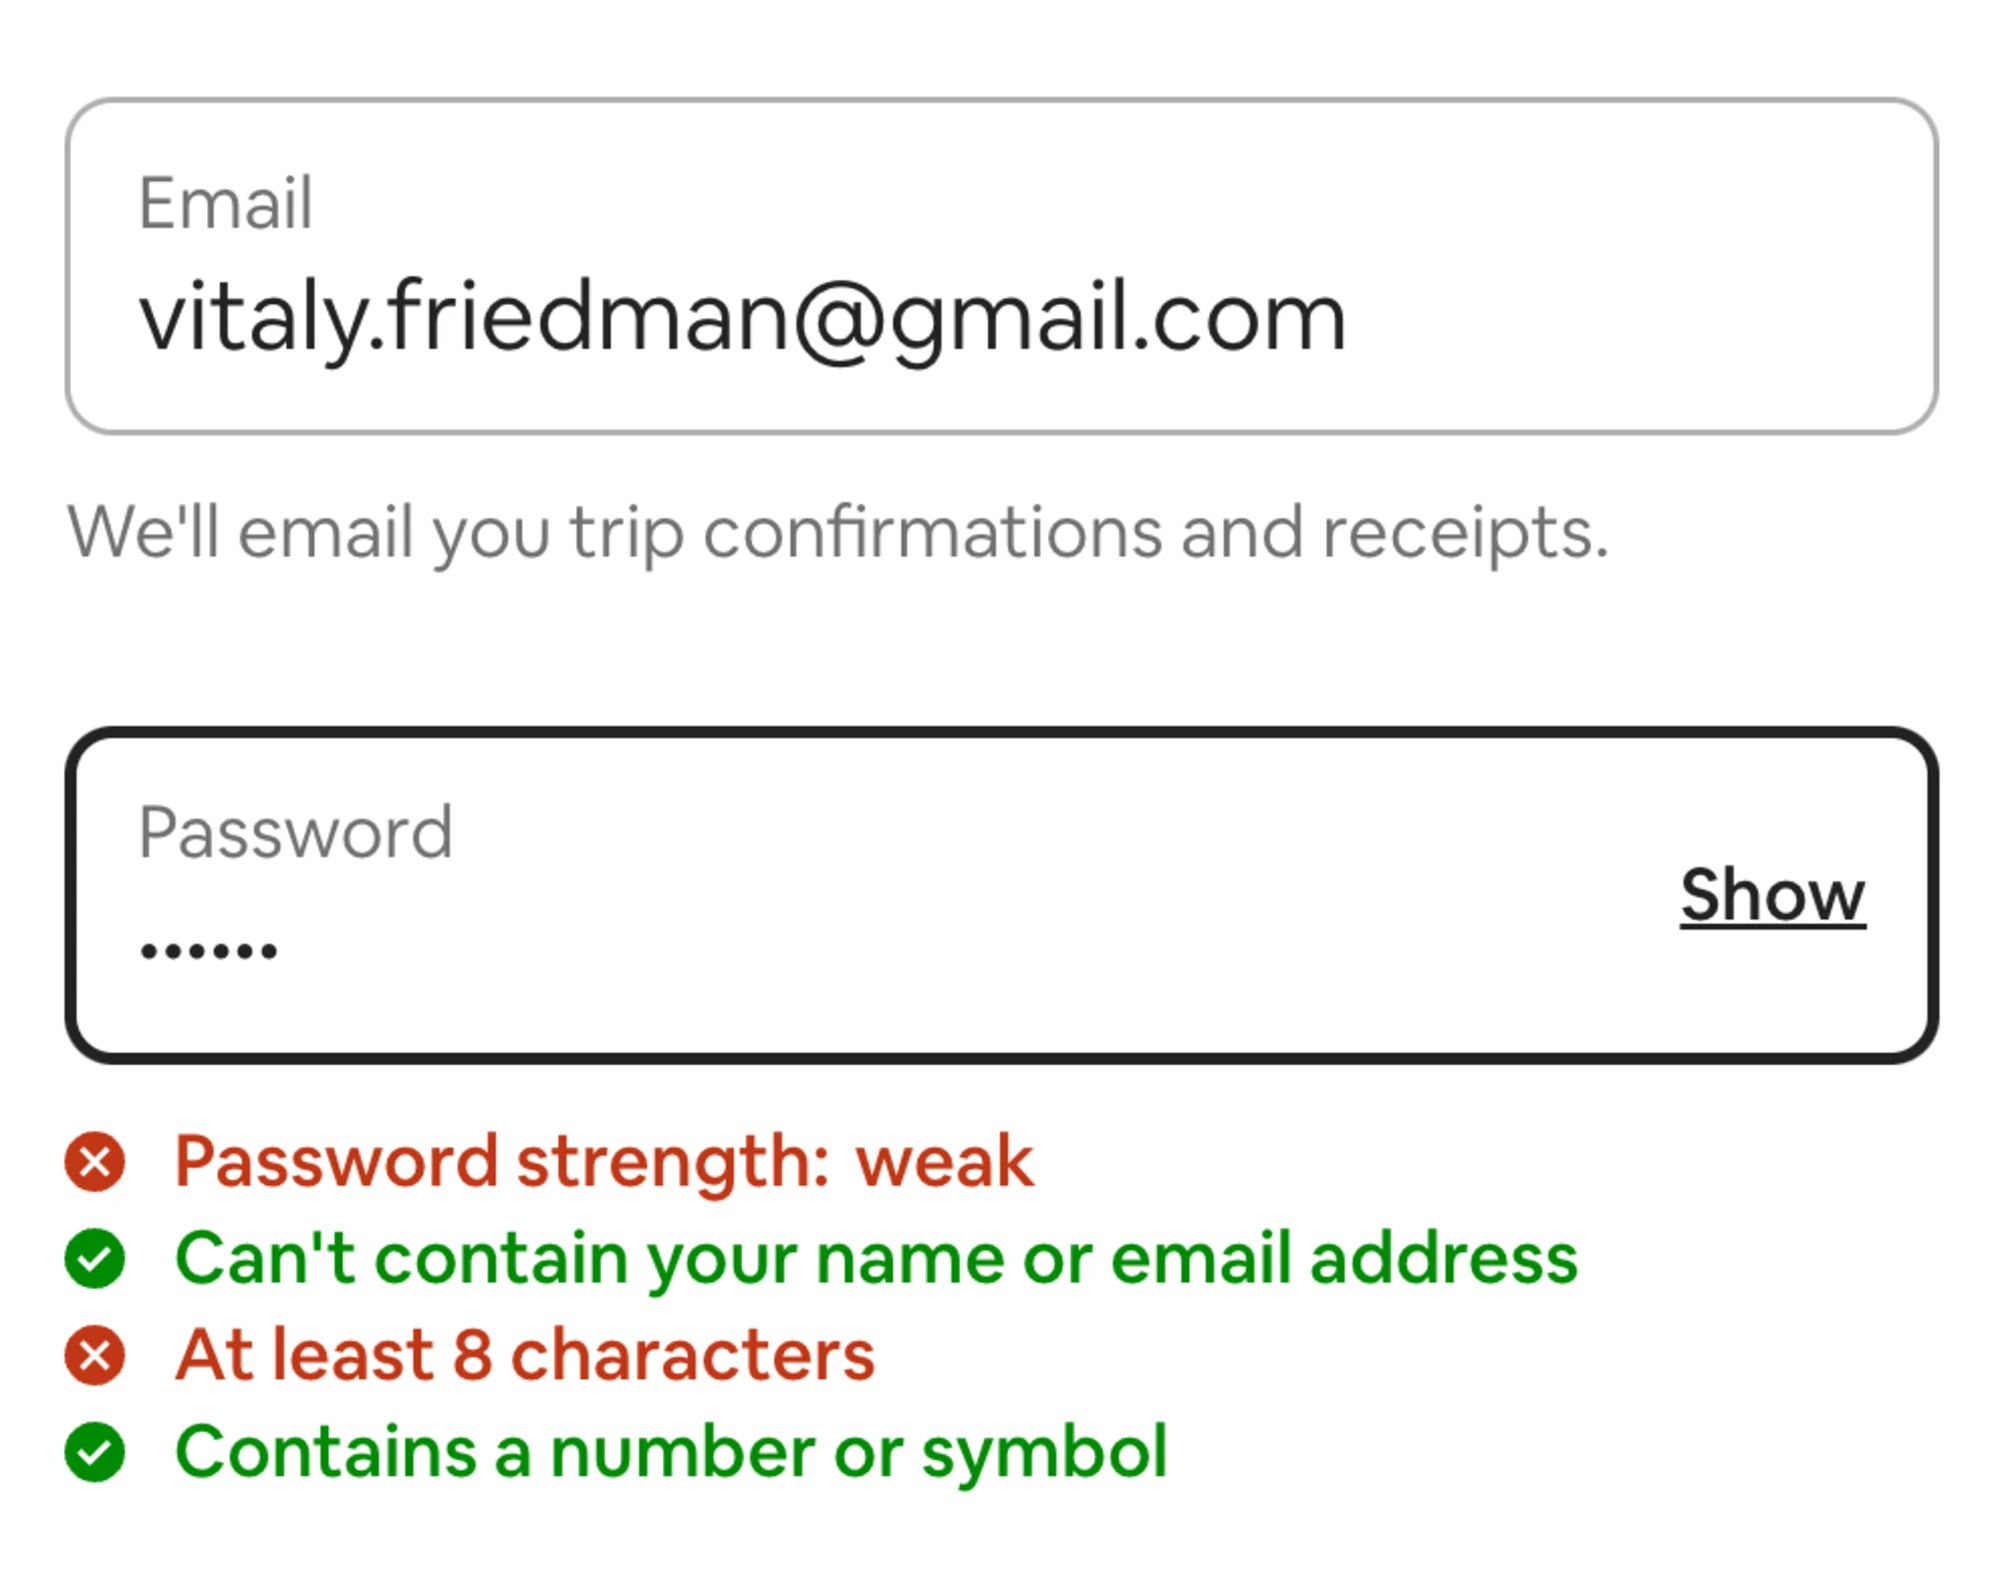 Email
vitaly.friedman@gmail.com
We'll email you trip confirmations and receipts.
Password
••••••
Show
Password strength: weak
Can't contain your name or email address
At least 8 characters
Contains a number or symbol